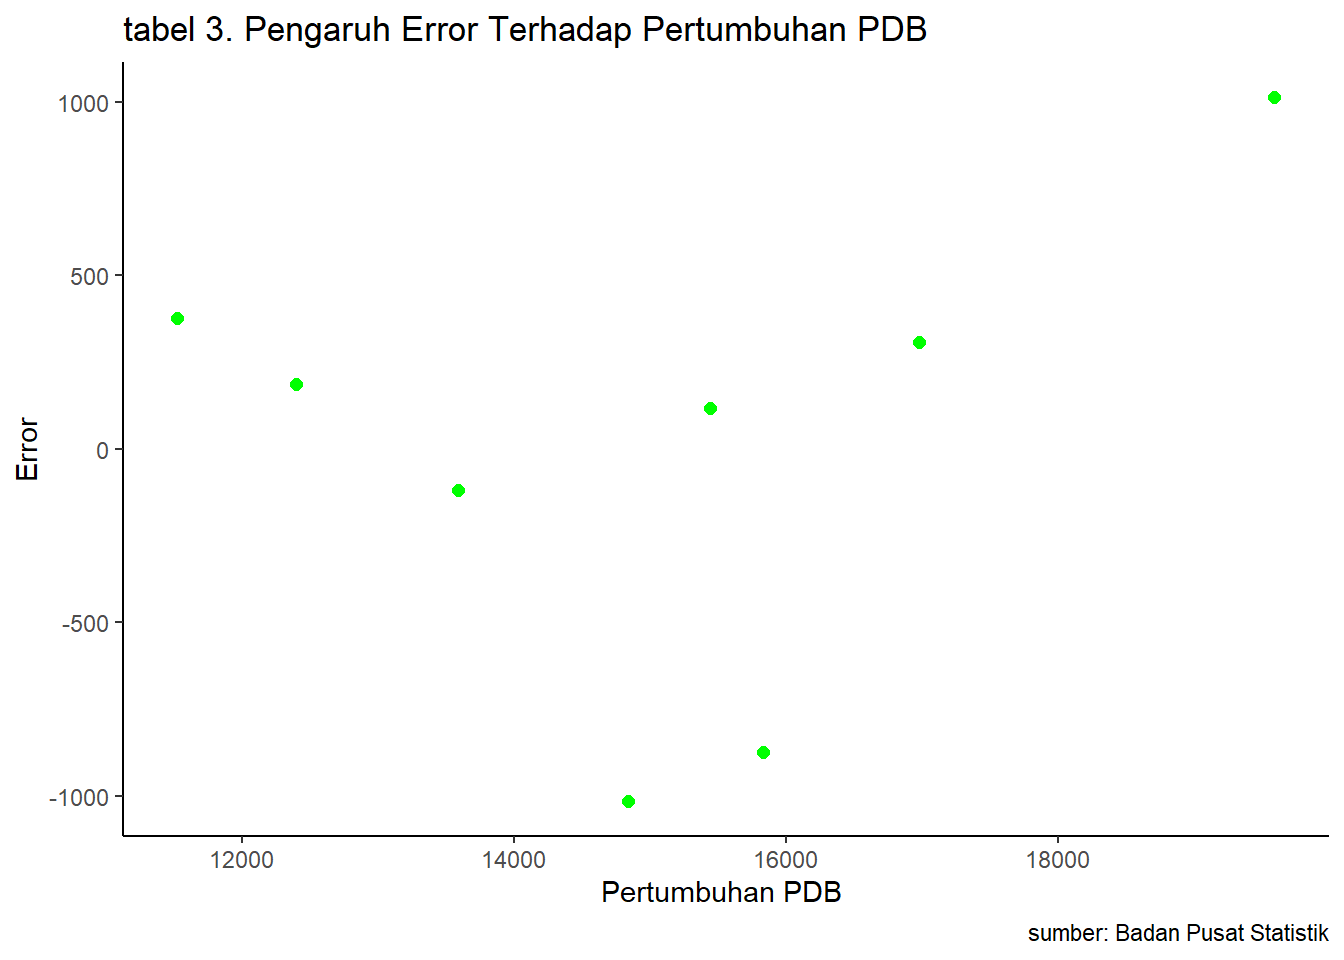 tabel 3. Pengaruh Error Terhadap Pertumbuhan PDB
1000
500
0
-500
-1000
Error
12000 14000 16000 18000
Pertumbuhan PDB
sumber: Badan Pusat Statistik